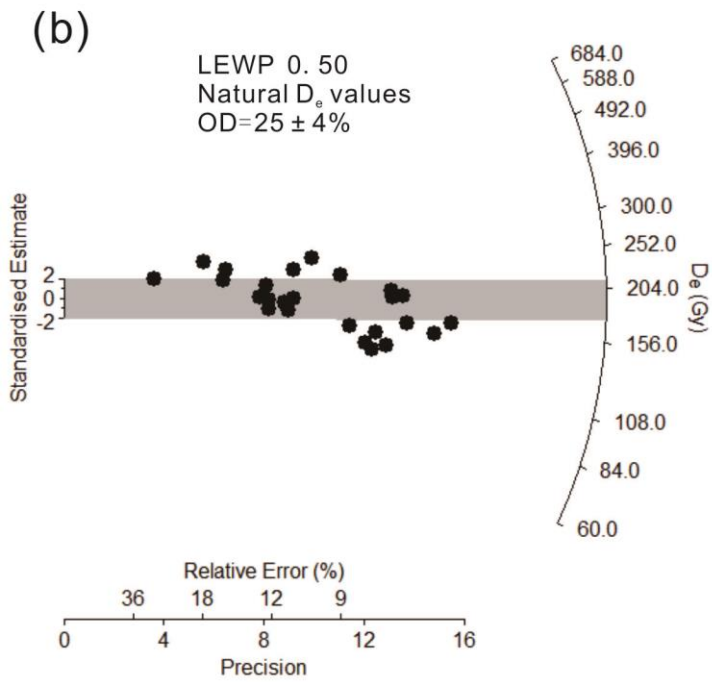 (b)
LEWP 0.50
Natural Dₑ values
OD=25 ± 4%
684.0
588.0
492.0
396.0
300.0
252.0
204.0
156.0
108.0
84.0
60.0
Dₑ (Gy)
Standardised Estimate
2
0
-2
Relative Error (%)
36 18 12 9
0 4 8 12 16
Precision